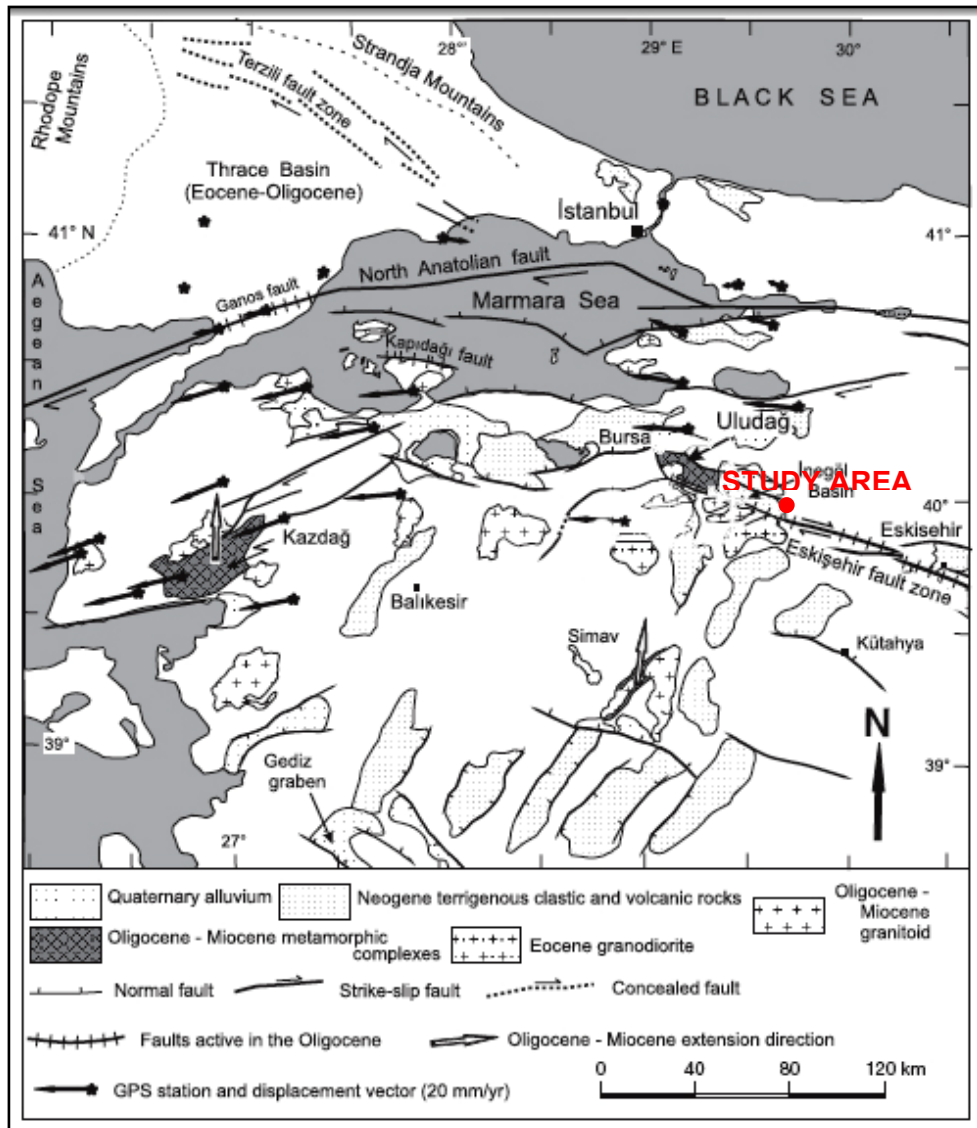 28°
29° E
30°
Strandja Mountains
Terzili fault zone
BLACK SEA
Rhodope
Mountains
Thrace Basin
(Eocene-Oligocene)
İstanbul
41° N
41°
Aegean
Sea
North Anatolian fault
Ganos fault
Marmara Sea
Kapıdağı fault
Uludağ
Bursa
İnegöl
Basin
STUDY AREA
40°
Eskişehir
Eskişehir fault zone
Kazdağ
Balıkesir
Simav
Kütahya
N
39°
39°
Gediz
graben
27°
Quaternary alluvium
Neogene terrigenous clastic and volcanic rocks
Oligocene -
Miocene
granitoid
Oligocene - Miocene metamorphic
complexes
Eocene granodiorite
Normal fault
Strike-slip fault
Concealed fault
Faults active in the Oligocene
Oligocene - Miocene extension direction
GPS station and displacement vector (20 mm/yr)
0 40 80 120 km